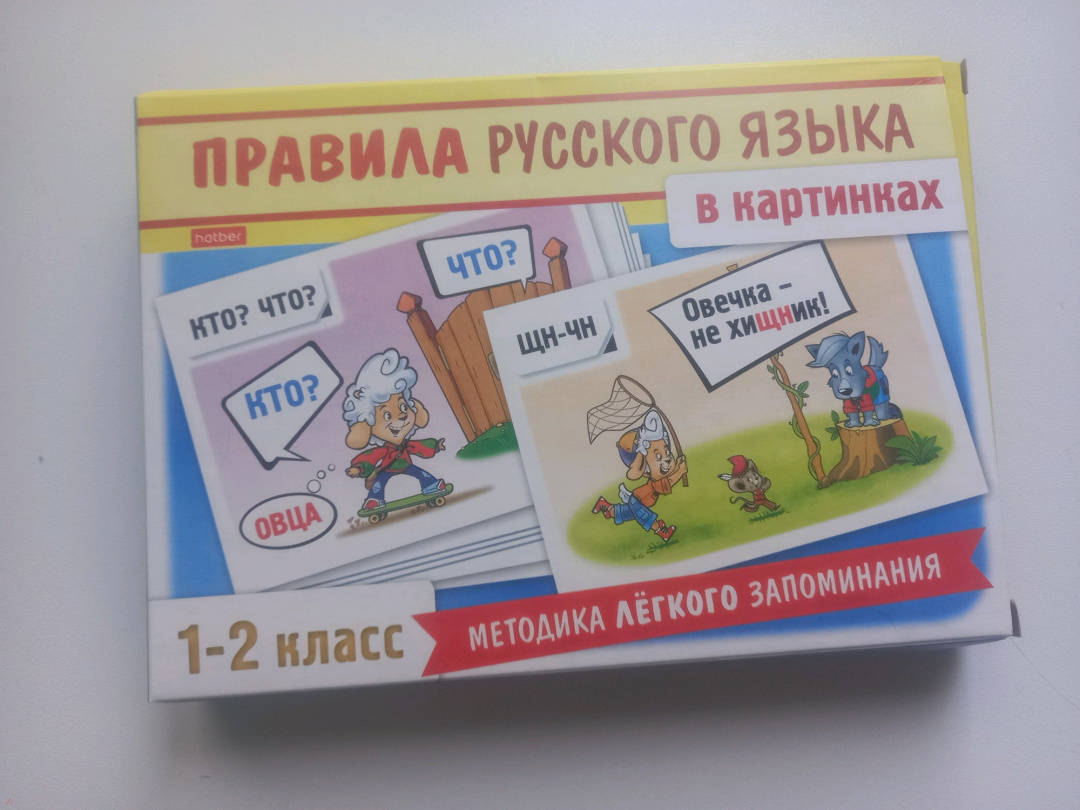 ПРАВИЛА РУССКОГО ЯЗЫКА
в картинках
hatber
КТО? ЧТО?
ЧТО?
КТО?
ОВЦА
ЩН-ЧН
Овечка –
не хищник!
1-2 класс
МЕТОДИКА ЛЁГКОГО ЗАПОМИНАНИЯ